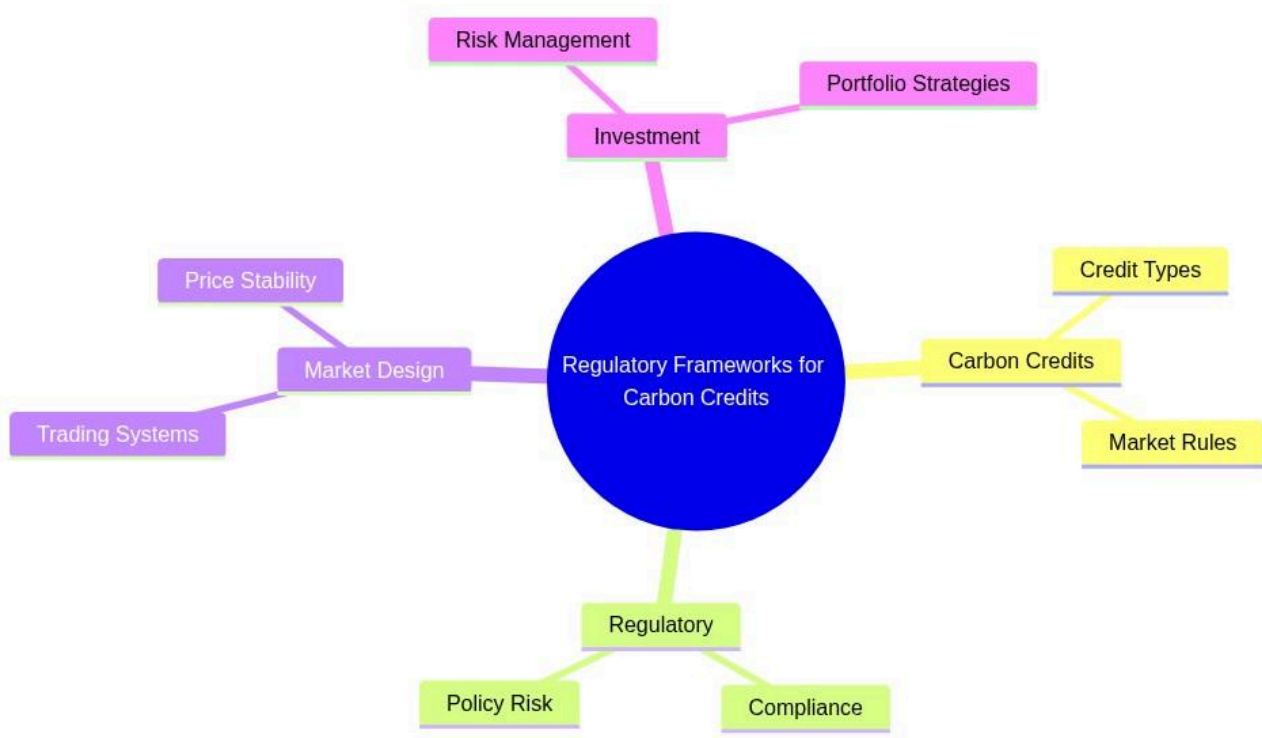 Risk Management
Portfolio Strategies
Investment
Price Stability
Credit Types
Market Design
Regulatory Frameworks for
Carbon Credits
Carbon Credits
Trading Systems
Market Rules
Regulatory
Policy Risk
Compliance